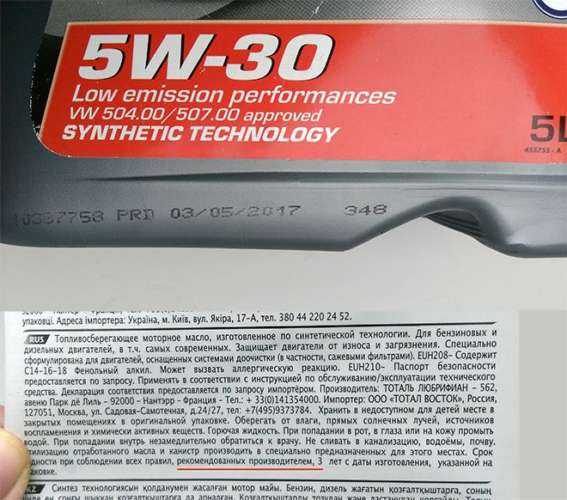 5W-30
Low emission performances
VW 504.00/507.00 approved
SYNTHETIC TECHNOLOGY
5L
453755 - A
10337758 PRD 03/05/2017 348
упаковці. Адреса імпортера: Україна, м. Київ, вул. Якіра, 17-А, тел. 380 44 220 24 52.
RUS Топливосберегающее моторное масло, изготовленное по синтетической технологии. Для бензиновых и
дизельных двигателей, в т.ч. самых современных. Защищает двигатели от износа и загрязнения. Специально
сформулирована для двигателей, оснащенных системами доочистки (в частности, сажевыми фильтрами). EUH208- Содержит
C14-16-18 Фенольный алкил. Может вызвать аллергическую реакцию. EUH210- Паспорт безопасности
предоставляется по запросу. Применять в соответствии с инструкцией по обслуживанию/эксплуатации технического
средства. Декларация соответствия предоставляется по запросу импортером. Производитель: ТОТАЛЬ ЛЮБРИФИАН – 562,
авеню Парк дё Лиль – 92000 – Нантэрр – Франция - Тел.: + 33(0)141354000. Импортер: ООО «ТОТАЛ ВОСТОК», Россия,
127051, Москва, ул. Садовая-Самотечная, д.24/27, тел: +7(495)9373784. Хранить в недоступном для детей месте в
закрытых помещениях в оригинальной упаковке. Оберегать от влаги, прямых солнечных лучей, источников
воспламенения и химически активных веществ. Горючая жидкость. При попадании в рот, в глаза или на кожу промыть
водой. При попадании внутрь незамедлительно обратиться к врачу. Не сливать в канализацию, водоёмы, почву,
утилизацию отработанного масла и канистр производить в специально предназначенных для этого местах. Срок
годности при соблюдении всех правил, рекомендованных производителем, 3 лет с даты изготовления, указанной на
упаковке.
KZ Синтез технологиясын қолданумен жасалған мотор майы. Бензин, дизель жағатын қозғалтқыштарға, соның